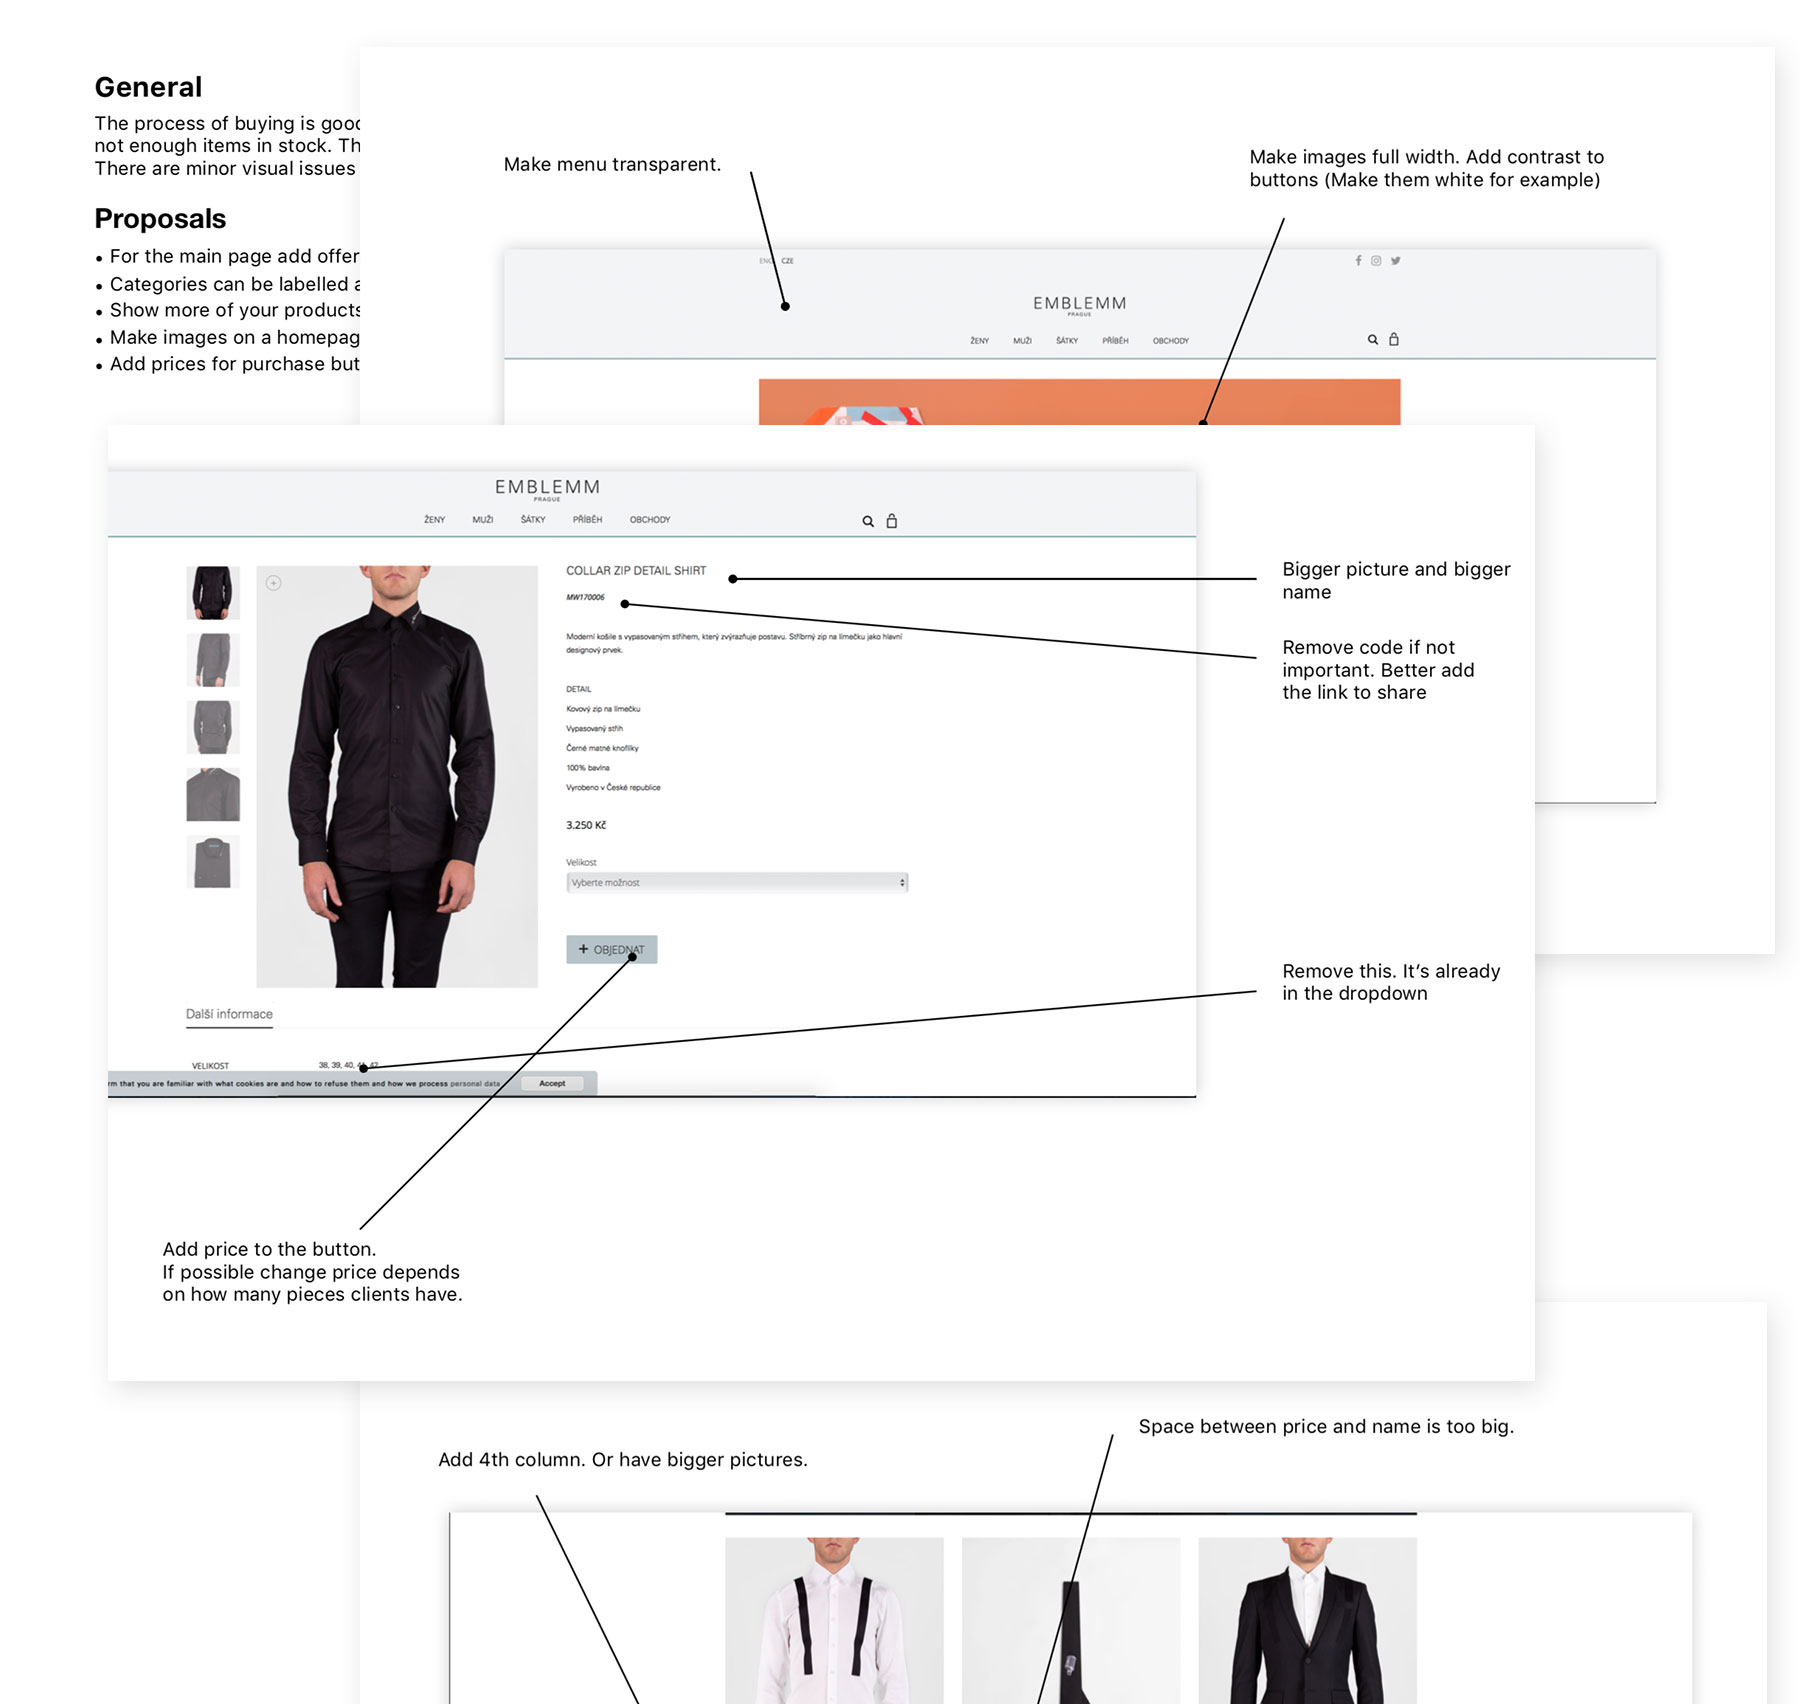 General
The process of buying is good
not enough items in stock. Th
There are minor visual issues
Proposals
• For the main page add offer
• Categories can be labelled a
• Show more of your products
• Make images on a homepag
• Add prices for purchase but
Make menu transparent.
Make images full width. Add contrast to
buttons (Make them white for example)
ENG CZE
EMBLEMM
PRAGUE
ŽENY MUŽI ŠÁTKY PŘÍBĚH OBCHODY
EMBLEMM
PRAGUE
ŽENY MUŽI ŠÁTKY PŘÍBĚH OBCHODY
COLLAR ZIP DETAIL SHIRT
MW170006
Moderní košile s vypasovaným střihem, který zvýrazňuje postavu. Stříbrný zip na límečku jako hlavní
designový prvek.
DETAIL
Kovový zip na límečku
Vypasovaný střih
Černé matné knoflíky
100% bavlna
Vyrobeno v České republice
3.250 Kč
Velikost
Vyberte možnost
+ OBJEDNAT
Další informace
VELIKOST 38, 39, 40, 41, 42
rm that you are familiar with what cookies are and how to refuse them and how we process personal data Accept
Bigger picture and bigger
name
Remove code if not
important. Better add
the link to share
Remove this. It’s already
in the dropdown
Add price to the button.
If possible change price depends
on how many pieces clients have.
Add 4th column. Or have bigger pictures.
Space between price and name is too big.